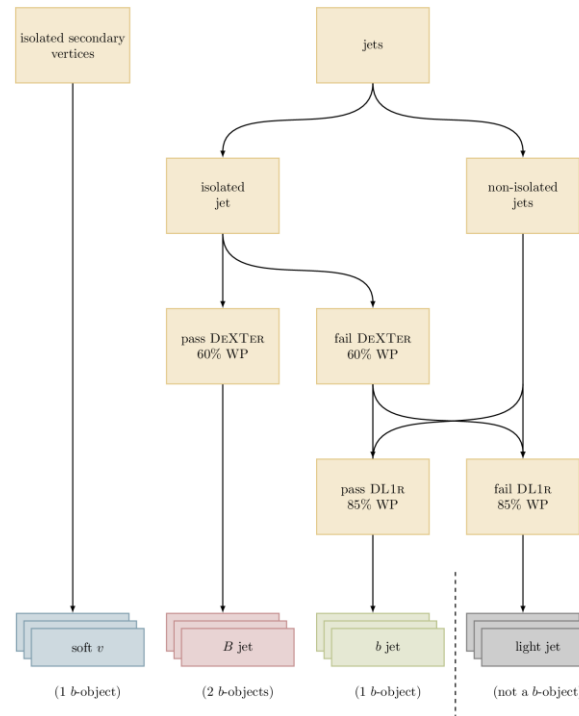 isolated secondary
vertices
jets
isolated
jet
non-isolated
jets
pass DEXTER
60% WP
fail DEXTER
60% WP
pass DL1R
85% WP
fail DL1R
85% WP
soft v
B jet
b jet
light jet
(1 b-object)
(2 b-objects)
(1 b-object)
(not a b-object